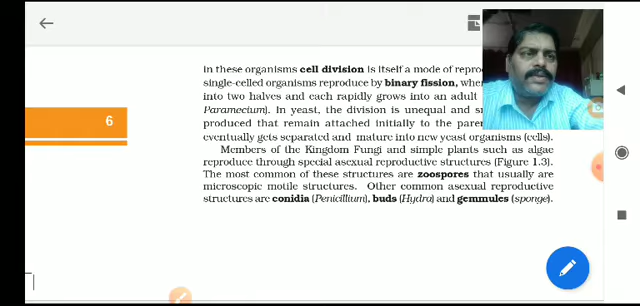 6
in these organisms cell division is itself a mode of repro
single-celled organisms reproduce by binary fission, whe
into two halves and each rapidly grows into an adult
Paramecium). In yeast, the division is unequal and
produced that remain attached initially to the pare
eventually gets separated and mature into new yeast organisms (cells).
Members of the Kingdom Fungi and simple plants such as algae
reproduce through special asexual reproductive structures (Figure 1.3).
The most common of these structures are zoospores that usually are
microscopic motile structures. Other common asexual reproductive
structures are conidia (Penicillium), buds (Hydra) and gemmules (sponge).